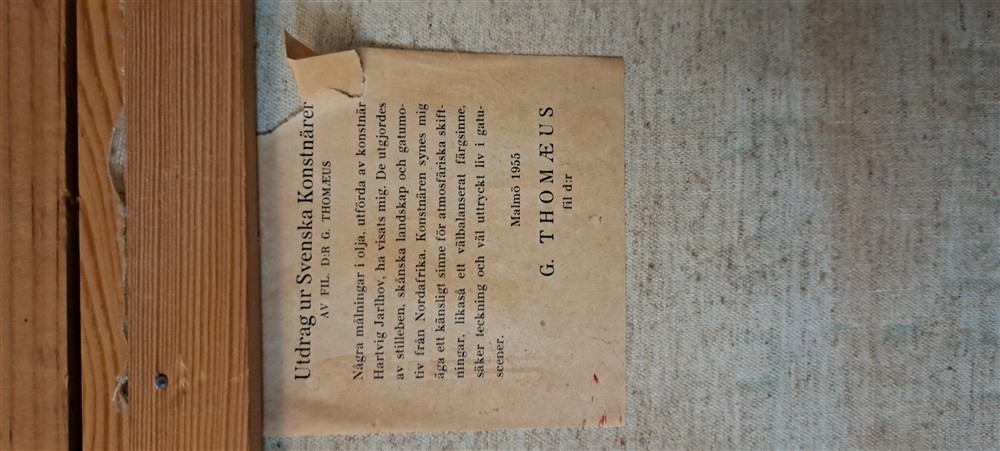 Utdrag ur Svenska Konstnärer
AV FIL. D:R G. THOMÆUS
Några målningar i olja, utförda av konstnär
Hartvig Jarlhov, ha visats mig. De utgjordes
av stilleben, skånska landskap och gatumo-
tiv från Nordafrika. Konstnären synes mig
äga ett känsligt sinne för atmosfäriska skift-
ningar, likaså ett välbalanserat färgsinne,
säker teckning och väl uttryckt liv i gatu-
scener.
Malmö 1955
G. THOMÆUS
fil d:r